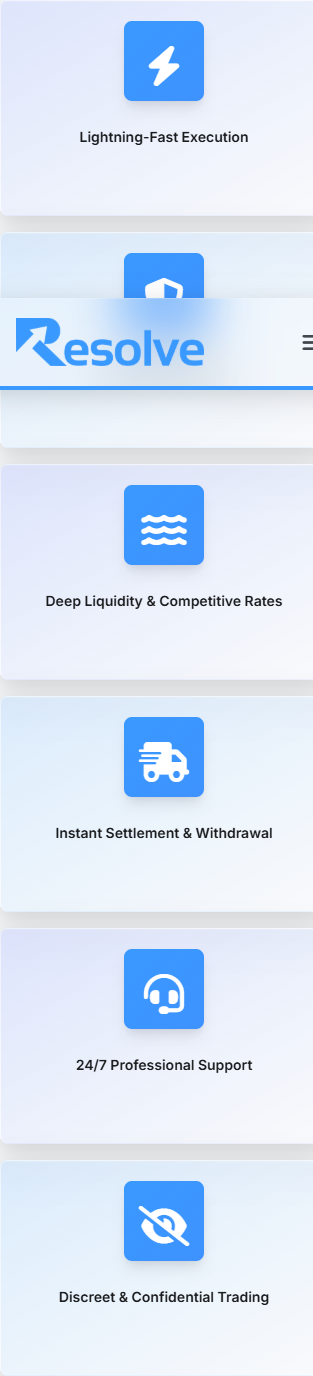 Lightning-Fast Execution
Resolve
Deep Liquidity & Competitive Rates
Instant Settlement & Withdrawal
24/7 Professional Support
Discreet & Confidential Trading